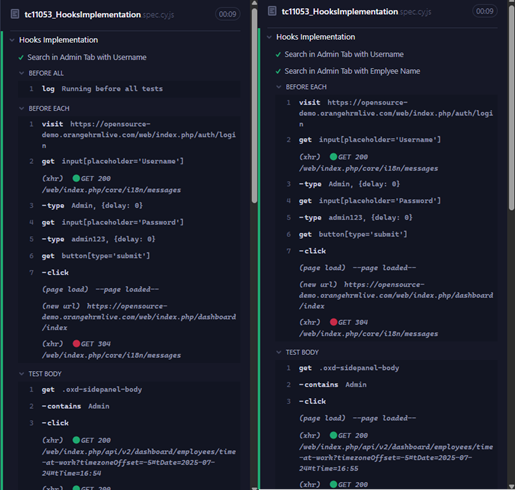 tc11053_HooksImplementation.spec.cy.js 00:09
Hooks Implementation
Search in Admin Tab with Username
BEFORE ALL
1 log Running before all tests
BEFORE EACH
1 visit https://opensource-
demo.orangehrmlive.com/web/index.php/auth/logi
n
2 get input[placeholder='Username']
(xhr) GET 200
/web/index.php/core/i18n/messages
3 -type Admin, {delay: 0}
4 get input[placeholder='Password']
5 -type admin123, {delay: 0}
6 get button[type='submit']
7 -click
(page load) --page loaded--
(new url) https://opensource-
demo.orangehrmlive.com/web/index.php/dashboard
/index
(xhr) GET 304
/web/index.php/core/i18n/messages
TEST BODY
1 get .oxd-sidepanel-body
2 -contains Admin
3 -click
(xhr) GET 200
/web/index.php/api/v2/dashboard/employees/time
-at-work?timezoneOffset=-5&tDate=2025-07-
24&tTime=16:54
(xhr) GET 200
tc11053_HooksImplementation.spec.cy.js 00:09
Hooks Implementation
Search in Admin Tab with Username
Search in Admin Tab with Emplyee Name
BEFORE EACH
1 visit https://opensource-
demo.orangehrmlive.com/web/index.php/auth/logi
n
2 get input[placeholder='Username']
(xhr) GET 200
/web/index.php/core/i18n/messages
3 -type Admin, {delay: 0}
4 get input[placeholder='Password']
5 -type admin123, {delay: 0}
6 get button[type='submit']
7 -click
(page load) --page loaded--
(new url) https://opensource-
demo.orangehrmlive.com/web/index.php/dashboard
/index
(xhr) GET 304
/web/index.php/core/i18n/messages
TEST BODY
1 get .oxd-sidepanel-body
2 -contains Admin
3 -click
(page load) --page loaded--
(xhr) GET 200
/web/index.php/api/v2/dashboard/employees/time
-at-work?timezoneOffset=-5&tDate=2025-07-
24&tTime=16:55
(xhr) GET 200